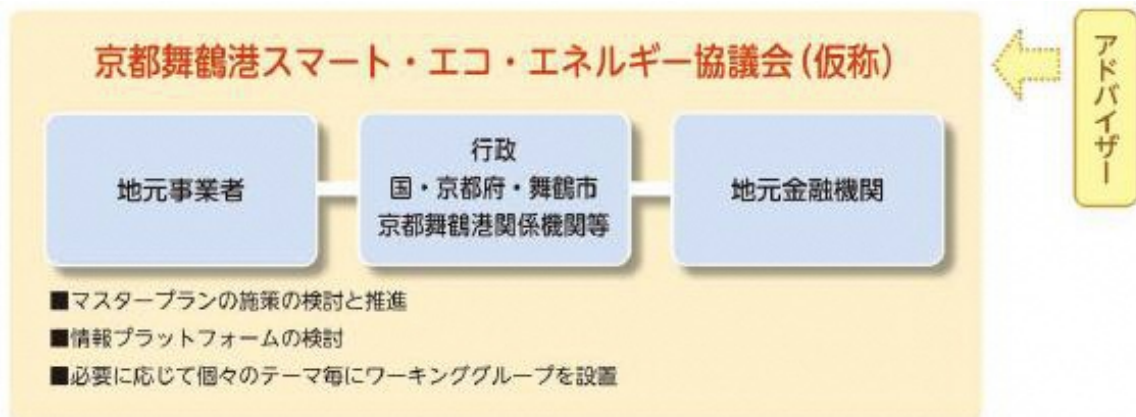 京都舞鶴港スマート・エコ・エネルギー協議会(仮称)
アドバイザー
地元事業者
行政
国・京都府・舞鶴市
京都舞鶴港関係機関等
地元金融機関
■マスタープランの施策の検討と推進
■情報プラットフォームの検討
■必要に応じて個々のテーマ毎にワーキンググループを設置